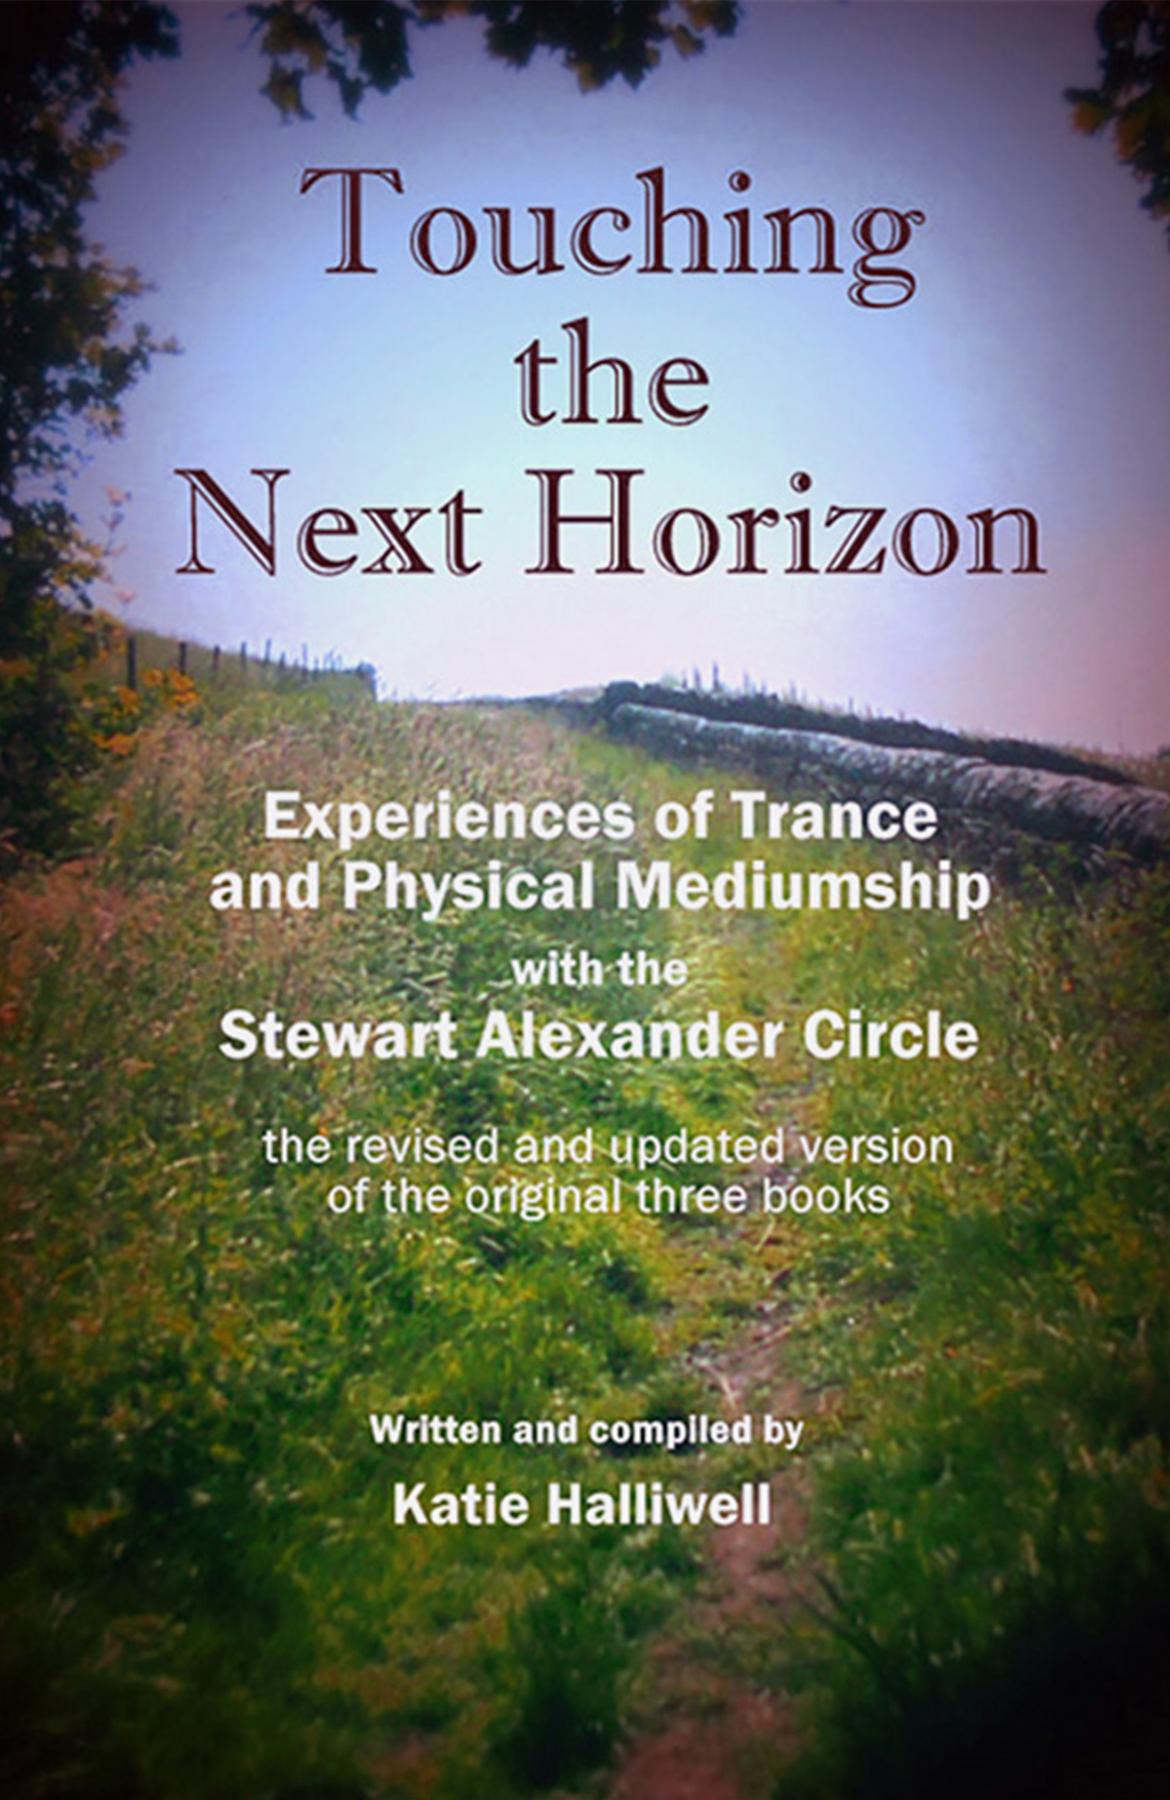 Touching
the
Next Horizon
Experiences of Trance
and Physical Mediumship
with the
Stewart Alexander Circle
the revised and updated version
of the original three books
Written and compiled by
Katie Halliwell